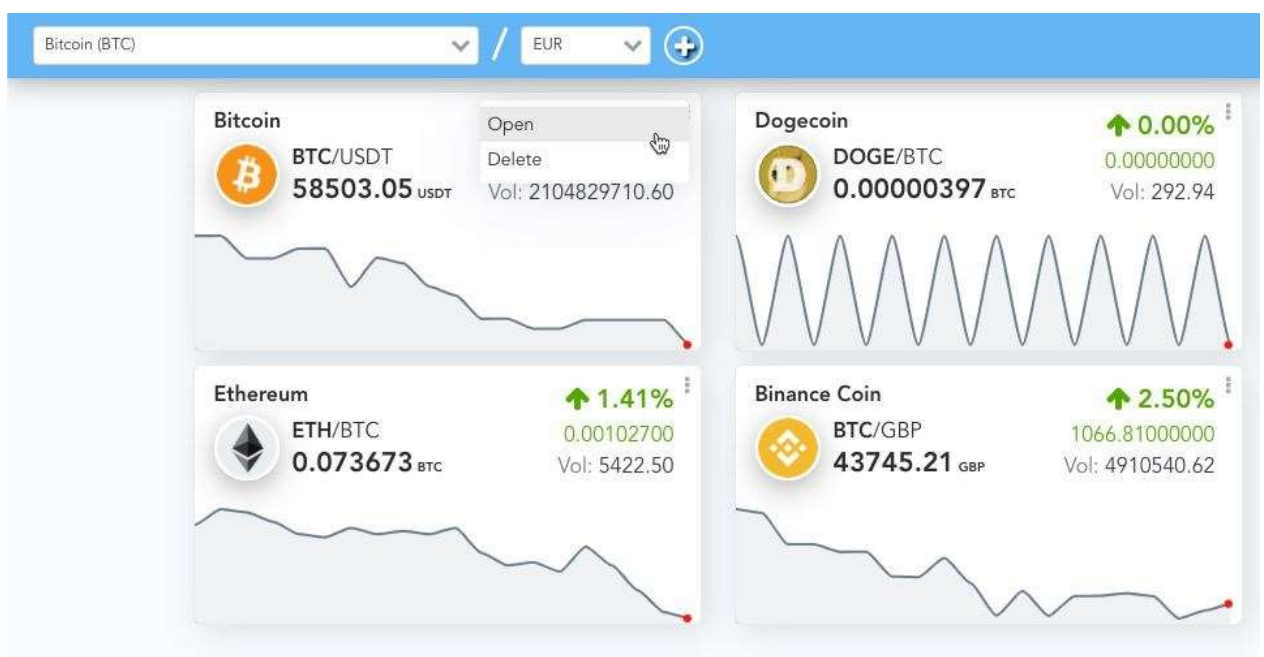 Bitcoin (BTC) / EUR
Bitcoin
Open
Delete
BTC/USDT
58503.05 USDT
Vol: 2104829710.60
Dogecoin
0.00%
DOGE/BTC
0.00000000
0.00000397 BTC
Vol: 292.94
Ethereum
1.41%
ETH/BTC
0.00102700
0.073673 BTC
Vol: 5422.50
Binance Coin
2.50%
BTC/GBP
1066.81000000
43745.21 GBP
Vol: 4910540.62